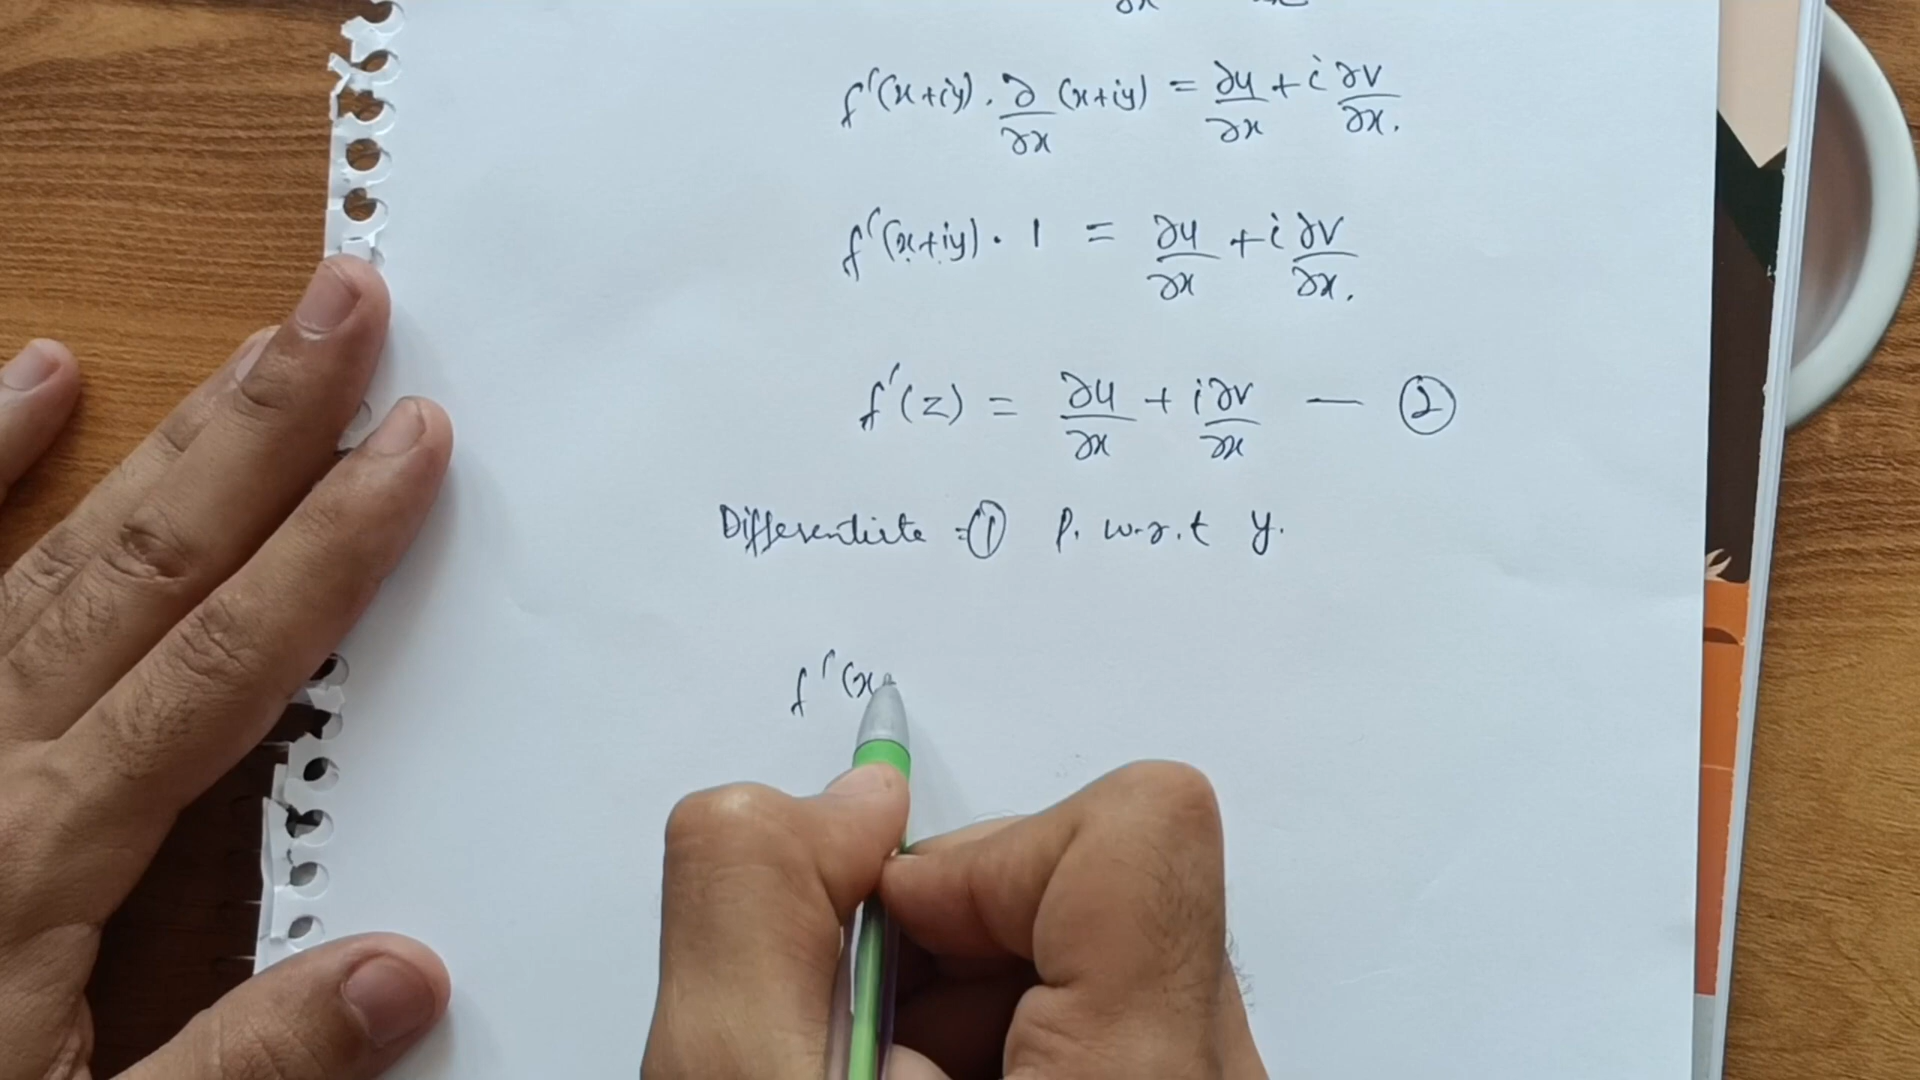 ∂x
f'(x+iy). ∂/∂x (x+iy) = ∂u/∂x + i ∂v/∂x.
f'(x+iy) · 1 = ∂u/∂x + i ∂v/∂x.
f'(z) = ∂u/∂x + i ∂v/∂x — ②
Differentiate ① p. w.r.t y.
f'(x